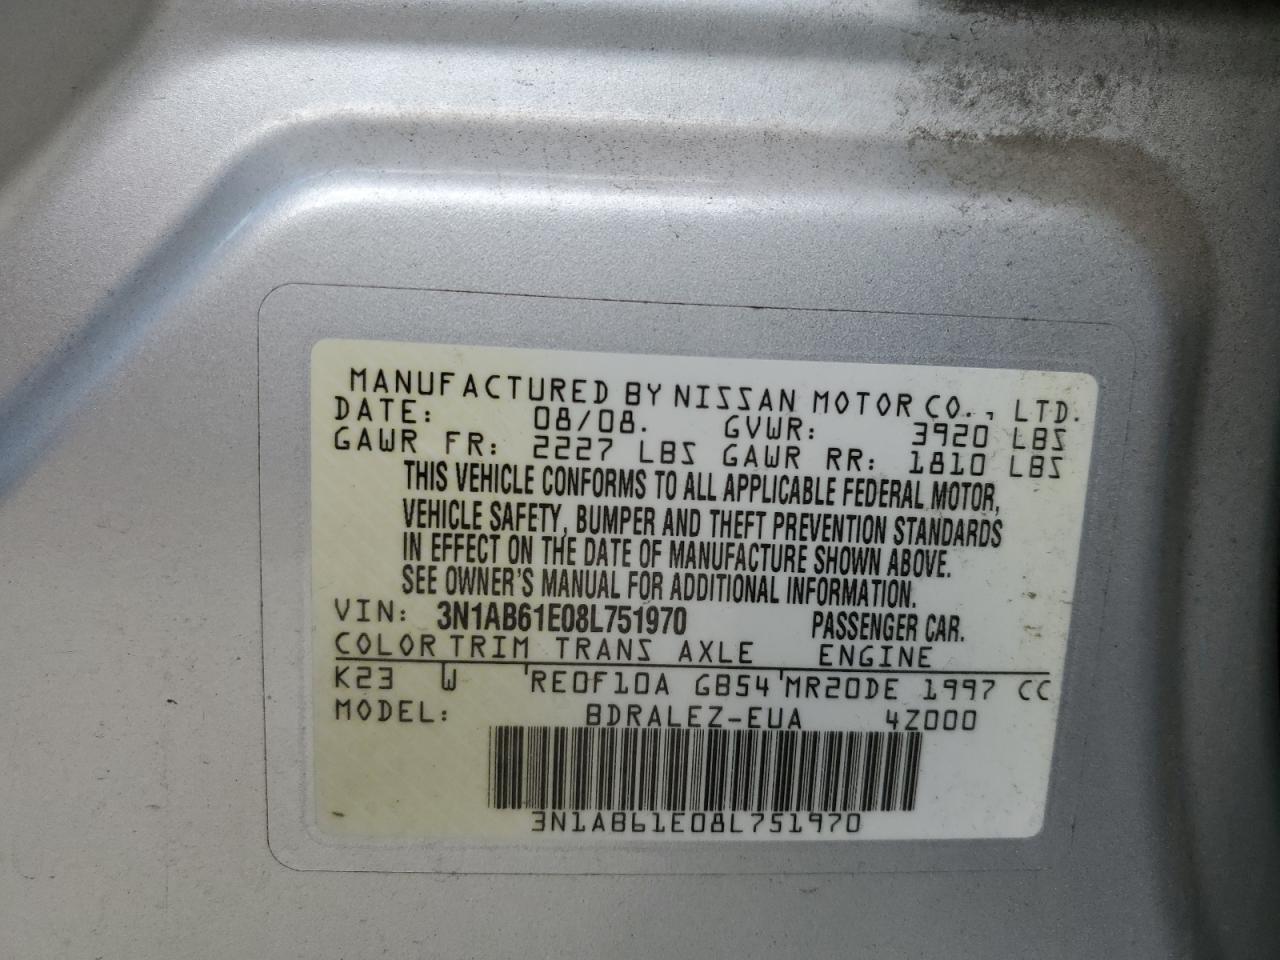 MANUFACTURED BY NISSAN MOTOR CO., LTD.
DATE: 08/08. GVWR: 3920 LBS
GAWR FR: 2227 LBS GAWR RR: 1810 LBS
THIS VEHICLE CONFORMS TO ALL APPLICABLE FEDERAL MOTOR,
VEHICLE SAFETY, BUMPER AND THEFT PREVENTION STANDARDS
IN EFFECT ON THE DATE OF MANUFACTURE SHOWN ABOVE.
SEE OWNER'S MANUAL FOR ADDITIONAL INFORMATION.
VIN: 3N1AB61E08L751970 PASSENGER CAR.
COLOR TRIM TRANS AXLE ENGINE
K23 W 'RE0F10A GB54 'MR20DE 1997 CC
MODEL: BDRALEZ-EUA 4Z000
3N1AB61E08L751970